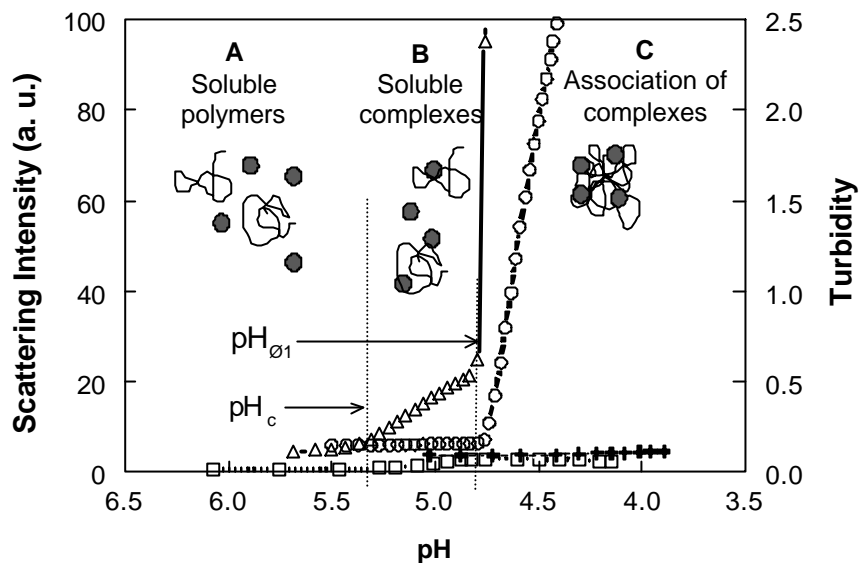 A
Soluble
polymers
B
Soluble
complexes
C
Association of
complexes
Scattering Intensity (a. u.)
100
80
60
40
20
0
pHØ1
pHc
2.5
2.0
1.5
1.0
0.5
0.0
Turbidity
6.5 6.0 5.5 5.0 4.5 4.0 3.5
pH